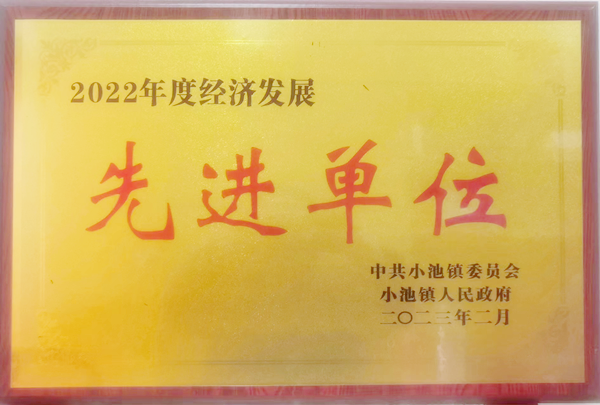 2022年度经济发展
先进单位
中共小池镇委员会
小池镇人民政府
二〇二三年二月